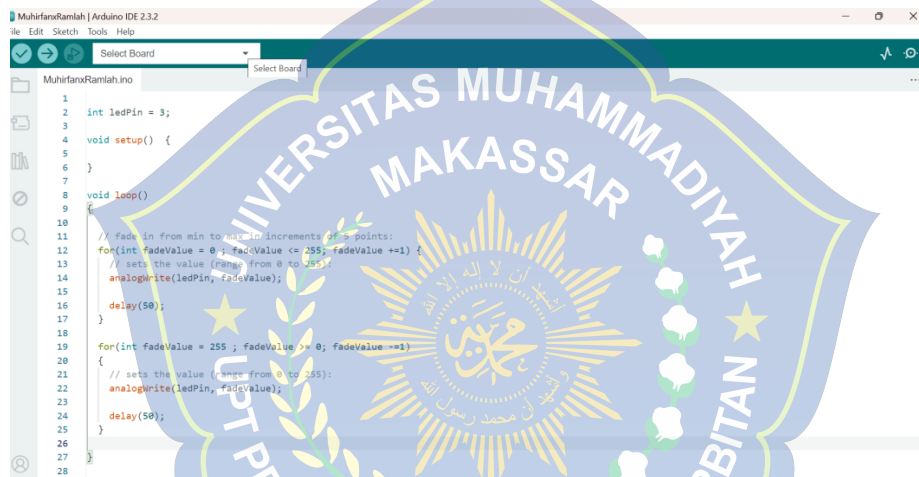 MuhirfanxRamlah | Arduino IDE 2.3.2
File Edit Sketch Tools Help
Select Board
Select Board
MuhirfanxRamlah.ino
1
2 int ledPin = 3;
3
4 void setup() {
5
6 }
7
8 void loop()
9 {
10
11 // fade in from min to max in increments of 5 points:
12 for(int fadeValue = 0 ; fadeValue <= 255; fadeValue +=1) {
13 // sets the value (range from 0 to 255):
14 analogWrite(ledPin, fadeValue);
15
16 delay(50);
17 }
18
19 for(int fadeValue = 255 ; fadeValue >= 0; fadeValue -=1)
20 {
21 // sets the value (range from 0 to 255):
22 analogWrite(ledPin, fadeValue);
23
24 delay(50);
25 }
26
27 }
28
UNIVERSITAS MUHAMMADIYAH
MAKASSAR
UPT
محمد